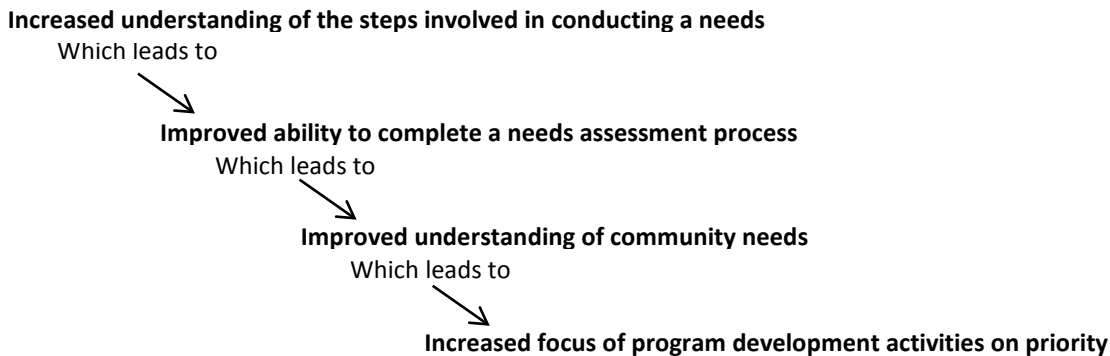 Increased understanding of the steps involved in conducting a needs
Which leads to
Improved ability to complete a needs assessment process
Which leads to
Improved understanding of community needs
Which leads to
Increased focus of program development activities on priority